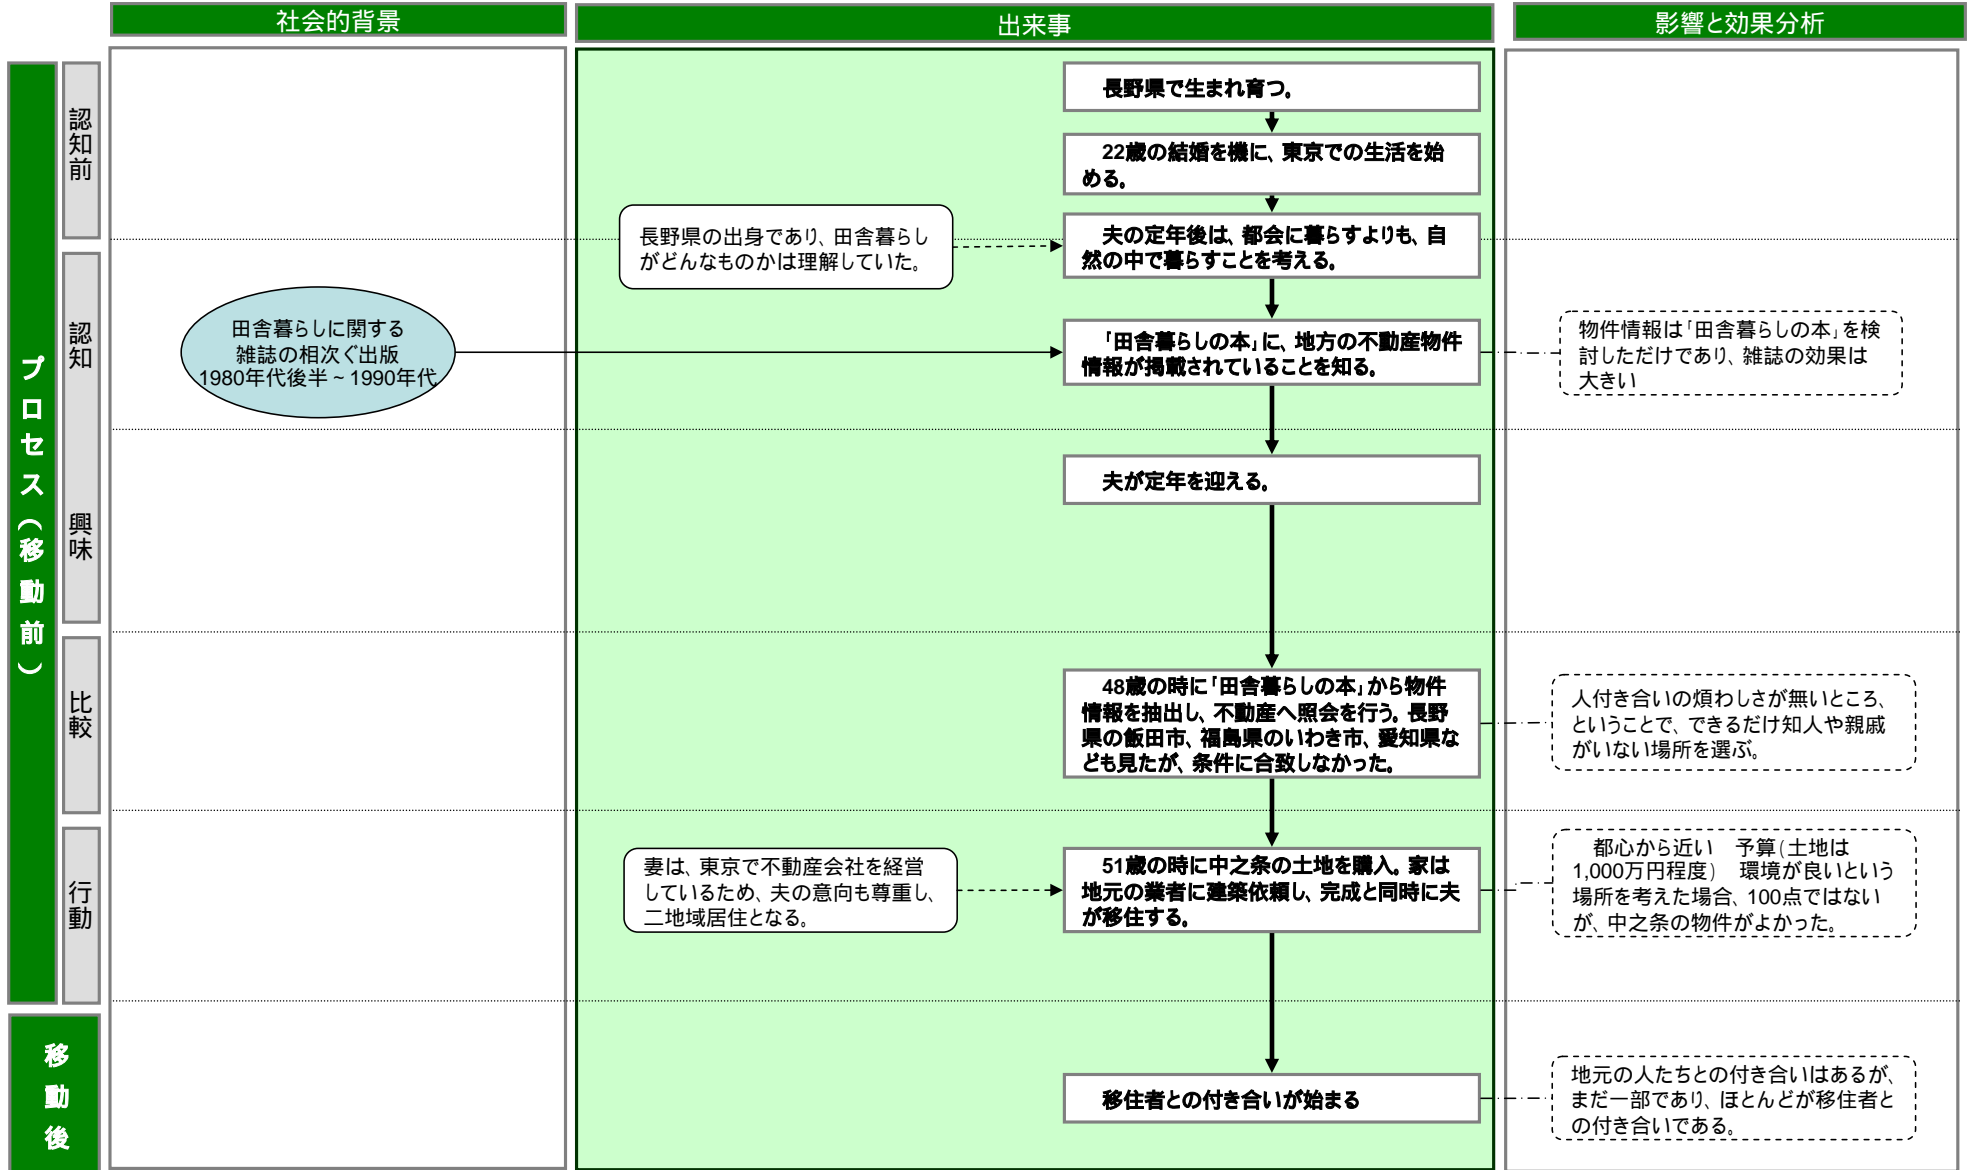 社会的背景
出来事
影響と効果分析
プロセス（移動前）
認知前
長野県で生まれ育つ。
22歳の結婚を機に、東京での生活を始
める。
長野県の出身であり、田舎暮らし
がどんなものかは理解していた。
夫の定年後は、都会に暮らすよりも、自
然の中で暮らすことを考える。
認知
田舎暮らしに関する
雑誌の相次ぐ出版
1980年代後半~1990年代
「田舎暮らしの本」に、地方の不動産物件
情報が掲載されていることを知る。
物件情報は「田舎暮らしの本」を検
討しただけであり、雑誌の効果は
大きい
興味
夫が定年を迎える。
比較
48歳の時に「田舎暮らしの本」から物件
情報を抽出し、不動産へ照会を行う。長野
県の飯田市、福島県のいわき市、愛知県な
ども見たが、条件に合致しなかった。
人付き合いの煩わしさが無いところ、
ということで、できるだけ知人や親戚
がいない場所を選ぶ。
行動
妻は、東京で不動産会社を経営
しているため、夫の意向も尊重し、
二地域居住となる。
51歳の時に中之条の土地を購入。家は
地元の業者に建築依頼し、完成と同時に夫
が移住する。
都心から近い　予算（土地は
1,000万円程度）　環境が良いという
場所を考えた場合、100点ではない
が、中之条の物件がよかった。
移動後
移住者との付き合いが始まる
地元の人たちとの付き合いはあるが、
まだ一部であり、ほとんどが移住者と
の付き合いである。